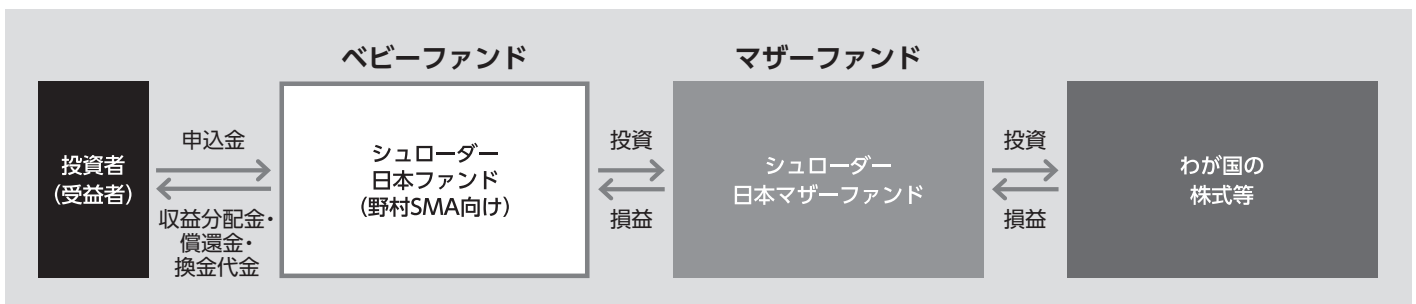 ベビーファンド
マザーファンド
投資者
(受益者)
申込金
収益分配金・
償還金・
換金代金
シュローダー
日本ファンド
(野村SMA向け)
投資
損益
シュローダー
日本マザーファンド
投資
損益
わが国の
株式等